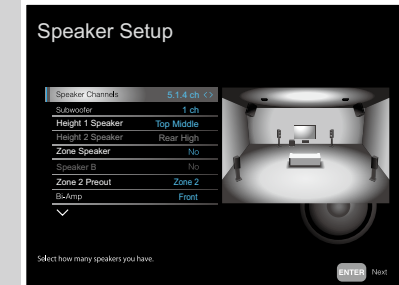 Speaker Setup
Speaker Channels 5.1.4 ch <>
Subwoofer 1 ch
Height 1 Speaker Top Middle
Height 2 Speaker Rear High
Zone Speaker No
Speaker B No
Zone 2 Preout Zone 2
Bi-Amp Front
Select how many speakers you have.
ENTER Next